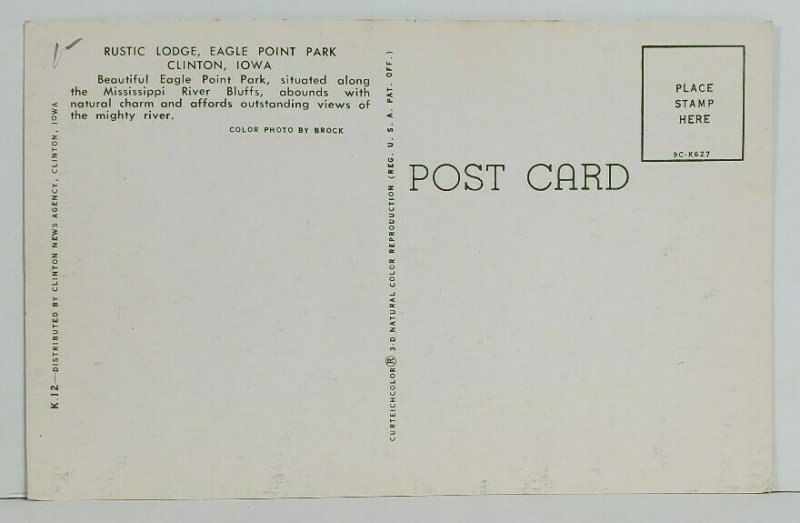 RUSTIC LODGE, EAGLE POINT PARK
CLINTON, IOWA
Beautiful Eagle Point Park, situated along
the Mississippi River Bluffs, abounds with
natural charm and affords outstanding views of
the mighty river.
COLOR PHOTO BY BROCK
K.12—DISTRIBUTED BY CLINTON NEWS AGENCY, CLINTON, IOWA
CURTEICHCOLOR® 3-D NATURAL COLOR REPRODUCTION (REG. U. S. A. PAT. OFF.)
POST CARD
PLACE
STAMP
HERE
9C-K627